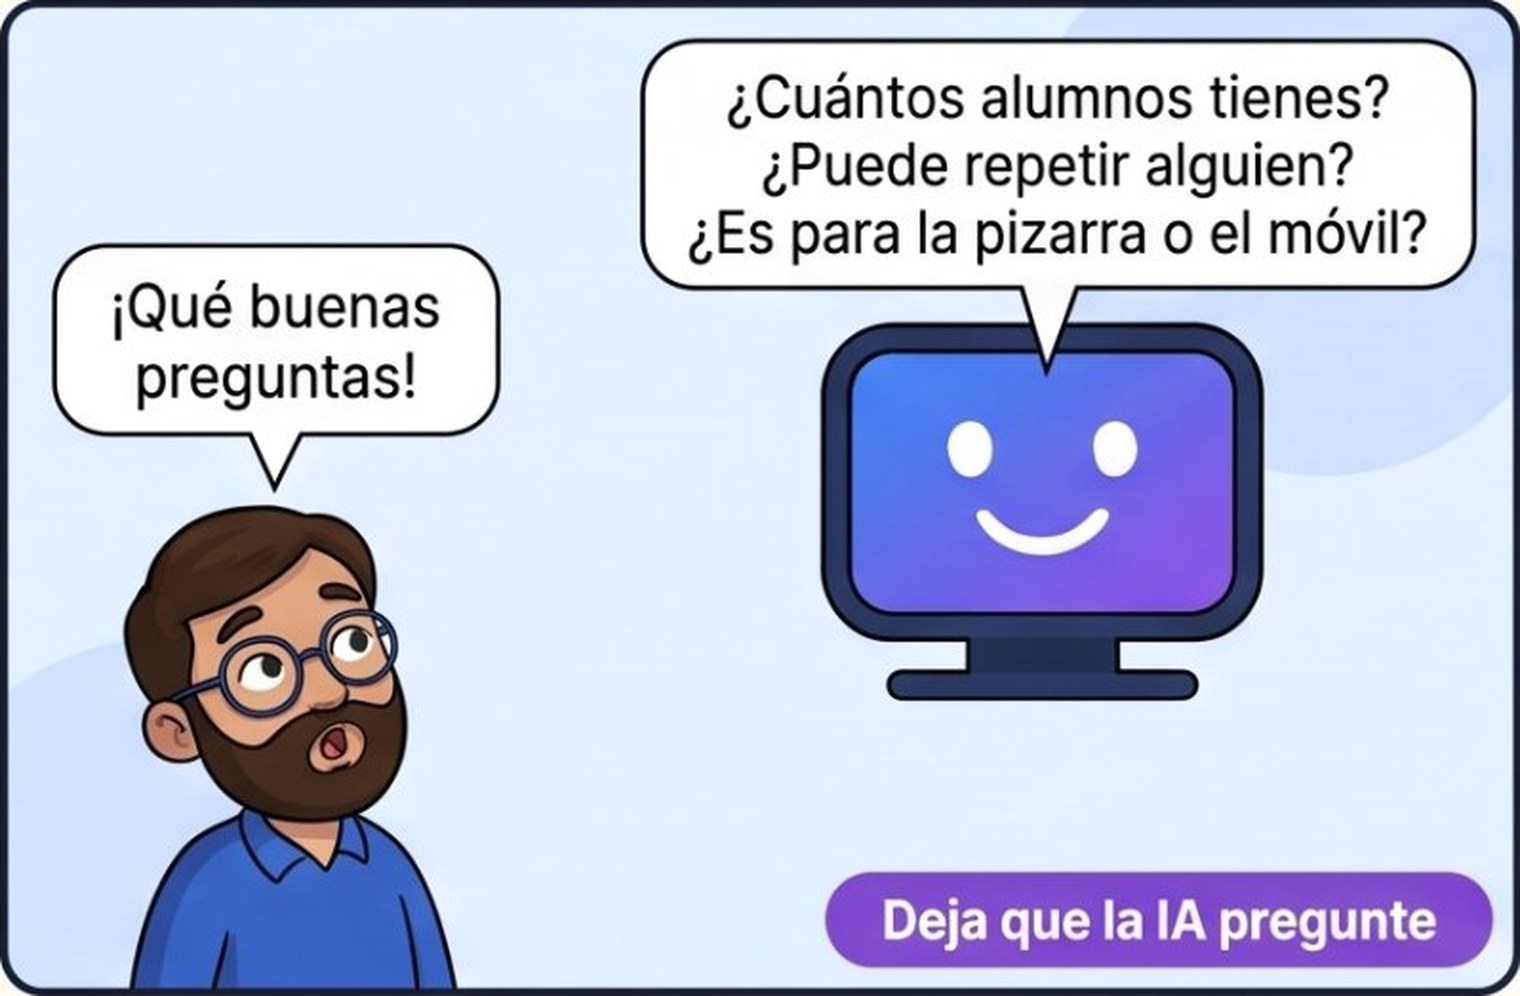 ¿Cuántos alumnos tienes?
¿Puede repetir alguien?
¿Es para la pizarra o el móvil?
¡Qué buenas
preguntas!
Deja que la IA pregunte